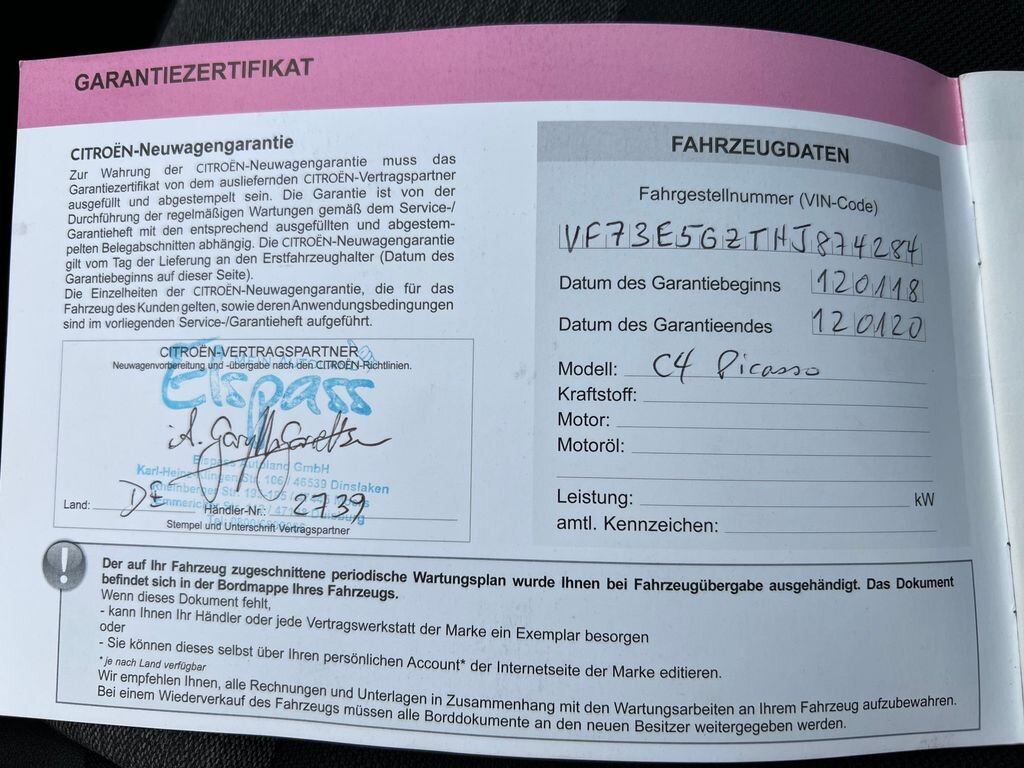 GARANTIEZERTIFIKAT
CITROËN-Neuwagengarantie
Zur Wahrung der CITROËN-Neuwagengarantie muss das
Garantiezertifikat von dem ausliefernden CITROËN-Vertragspartner
ausgefüllt und abgestempelt sein. Die Garantie ist von der
Durchführung der regelmäßigen Wartungen gemäß dem Service-/
Garantieheft mit den entsprechend ausgefüllten und abgestem-
pelten Belegabschnitten abhängig. Die CITROËN-Neuwagengarantie
gilt vom Tag der Lieferung an den Erstfahrzeughalter (Datum des
Garantiebeginns auf dieser Seite).
Die Einzelheiten der CITROËN-Neuwagengarantie, die für das
Fahrzeug des Kunden gelten, sowie deren Anwendungsbedingungen
sind im vorliegenden Service-/Garantieheft aufgeführt.
CITROËN-VERTRAGSPARTNER
Neuwagenvorbereitung und -übergabe nach den CITROËN-Richtlinien.
Elspass
Elspass Autoland GmbH
Str. 106 / 46539 Dinslaken
Land: DE Händler-Nr.: 2739
Stempel und Unterschrift Vertragspartner
FAHRZEUGDATEN
Fahrgestellnummer (VIN-Code)
VF73E5GZTHJ874284
Datum des Garantiebeginns 120118
Datum des Garantieendes 120120
Modell: C4 Picasso
Kraftstoff:
Motor:
Motoröl:
Leistung: kW
amtl. Kennzeichen:
! Der auf Ihr Fahrzeug zugeschnittene periodische Wartungsplan wurde Ihnen bei Fahrzeugübergabe ausgehändigt. Das Dokument
befindet sich in der Bordmappe Ihres Fahrzeugs.
Wenn dieses Dokument fehlt,
- kann Ihnen Ihr Händler oder jede Vertragswerkstatt der Marke ein Exemplar besorgen
oder
- Sie können dieses selbst über Ihren persönlichen Account* der Internetseite der Marke editieren.
* je nach Land verfügbar
Wir empfehlen Ihnen, alle Rechnungen und Unterlagen in Zusammenhang mit den Wartungsarbeiten an Ihrem Fahrzeug aufzubewahren.
Bei einem Wiederverkauf des Fahrzeugs müssen alle Borddokumente an den neuen Besitzer weitergegeben werden.